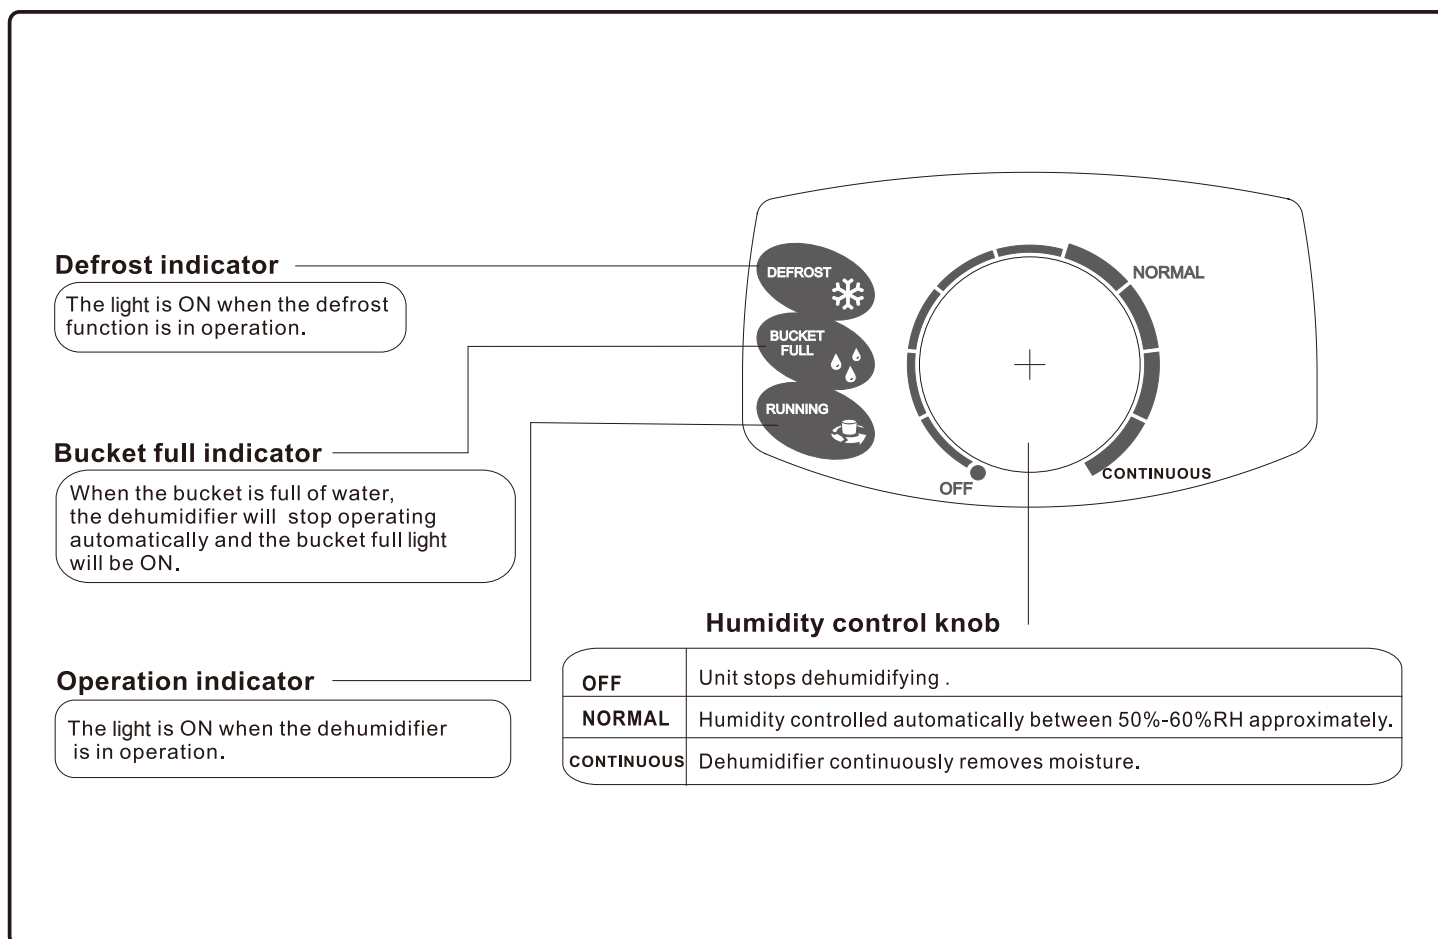 Defrost indicator
The light is ON when the defrost
function is in operation.
Bucket full indicator
When the bucket is full of water,
the dehumidifier will stop operating
automatically and the bucket full light
will be ON.
Operation indicator
The light is ON when the dehumidifier
is in operation.
DEFROST
BUCKET
FULL
RUNNING
NORMAL
CONTINUOUS
OFF
Humidity control knob
OFF Unit stops dehumidifying .
NORMAL Humidity controlled automatically between 50%-60%RH approximately.
CONTINUOUS Dehumidifier continuously removes moisture.